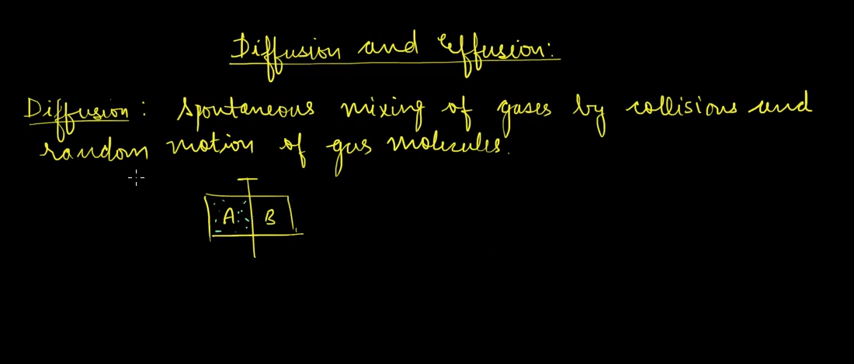 Diffusion and Effusion:
Diffusion: Spontaneous mixing of gases by collisions and
random motion of gas molecules.
A B